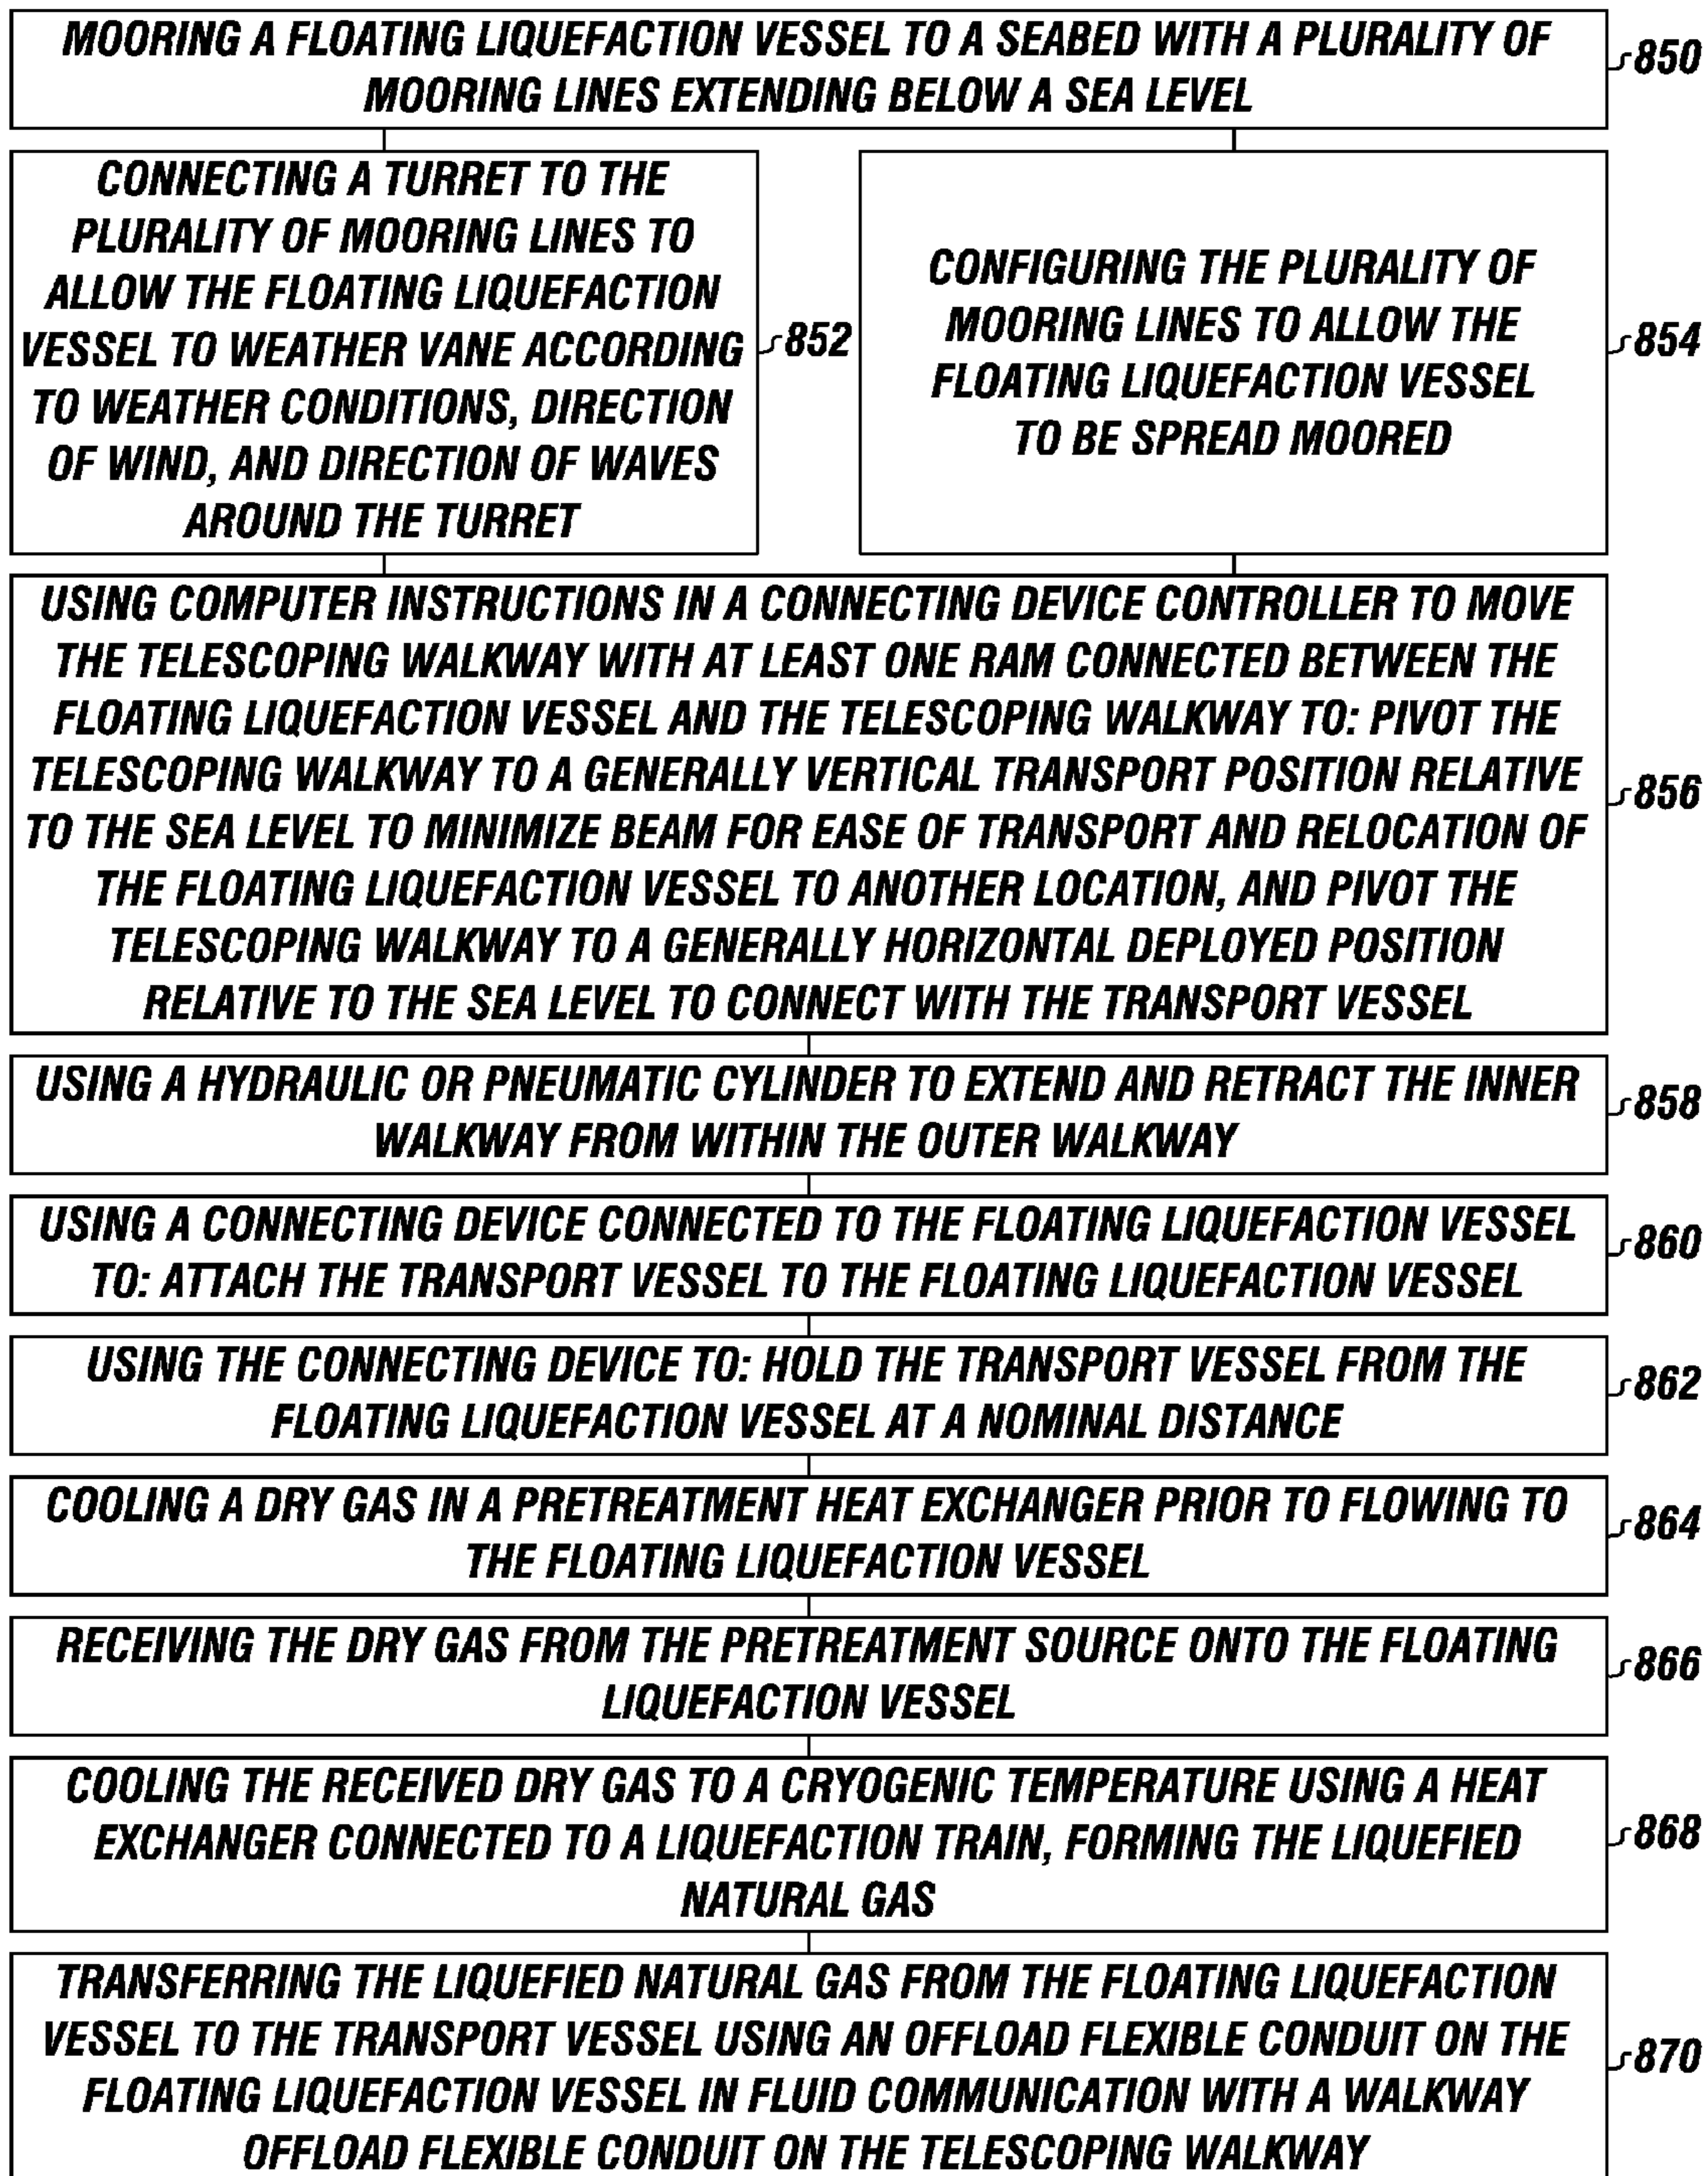 MOORING A FLOATING LIQUEFACTION VESSEL TO A SEABED WITH A PLURALITY OF
MOORING LINES EXTENDING BELOW A SEA LEVEL
850
CONNECTING A TURRET TO THE
PLURALITY OF MOORING LINES TO
ALLOW THE FLOATING LIQUEFACTION
VESSEL TO WEATHER VANE ACCORDING
TO WEATHER CONDITIONS, DIRECTION
OF WIND, AND DIRECTION OF WAVES
AROUND THE TURRET
852
CONFIGURING THE PLURALITY OF
MOORING LINES TO ALLOW THE
FLOATING LIQUEFACTION VESSEL
TO BE SPREAD MOORED
854
USING COMPUTER INSTRUCTIONS IN A CONNECTING DEVICE CONTROLLER TO MOVE
THE TELESCOPING WALKWAY WITH AT LEAST ONE RAM CONNECTED BETWEEN THE
FLOATING LIQUEFACTION VESSEL AND THE TELESCOPING WALKWAY TO: PIVOT THE
TELESCOPING WALKWAY TO A GENERALLY VERTICAL TRANSPORT POSITION RELATIVE
TO THE SEA LEVEL TO MINIMIZE BEAM FOR EASE OF TRANSPORT AND RELOCATION OF
THE FLOATING LIQUEFACTION VESSEL TO ANOTHER LOCATION, AND PIVOT THE
TELESCOPING WALKWAY TO A GENERALLY HORIZONTAL DEPLOYED POSITION
RELATIVE TO THE SEA LEVEL TO CONNECT WITH THE TRANSPORT VESSEL
856
USING A HYDRAULIC OR PNEUMATIC CYLINDER TO EXTEND AND RETRACT THE INNER
WALKWAY FROM WITHIN THE OUTER WALKWAY
858
USING A CONNECTING DEVICE CONNECTED TO THE FLOATING LIQUEFACTION VESSEL
TO: ATTACH THE TRANSPORT VESSEL TO THE FLOATING LIQUEFACTION VESSEL
860
USING THE CONNECTING DEVICE TO: HOLD THE TRANSPORT VESSEL FROM THE
FLOATING LIQUEFACTION VESSEL AT A NOMINAL DISTANCE
862
COOLING A DRY GAS IN A PRETREATMENT HEAT EXCHANGER PRIOR TO FLOWING TO
THE FLOATING LIQUEFACTION VESSEL
864
RECEIVING THE DRY GAS FROM THE PRETREATMENT SOURCE ONTO THE FLOATING
LIQUEFACTION VESSEL
866
COOLING THE RECEIVED DRY GAS TO A CRYOGENIC TEMPERATURE USING A HEAT
EXCHANGER CONNECTED TO A LIQUEFACTION TRAIN, FORMING THE LIQUEFIED
NATURAL GAS
868
TRANSFERRING THE LIQUEFIED NATURAL GAS FROM THE FLOATING LIQUEFACTION
VESSEL TO THE TRANSPORT VESSEL USING AN OFFLOAD FLEXIBLE CONDUIT ON THE
FLOATING LIQUEFACTION VESSEL IN FLUID COMMUNICATION WITH A WALKWAY
OFFLOAD FLEXIBLE CONDUIT ON THE TELESCOPING WALKWAY
870